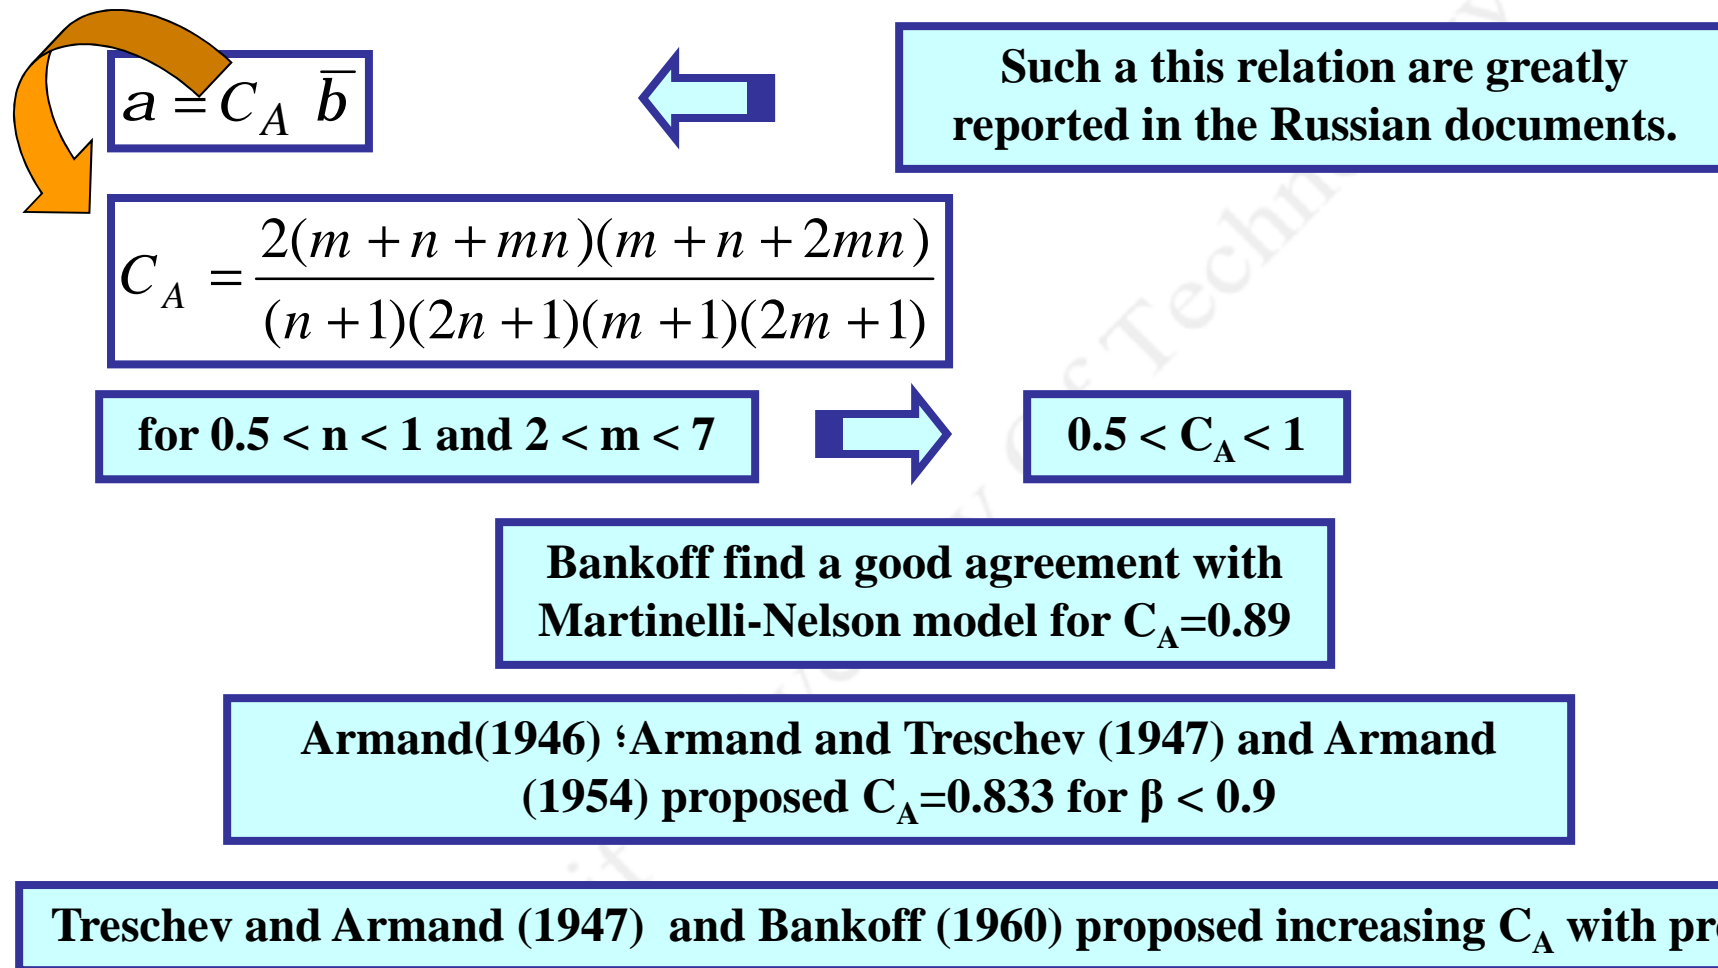 a = C_A b̅
Such a this relation are greatly
reported in the Russian documents.
C_A = 2(m + n + mn)(m + n + 2mn) / (n + 1)(2n + 1)(m + 1)(2m + 1)
for 0.5 < n < 1 and 2 < m < 7
0.5 < C_A < 1
Bankoff find a good agreement with
Martinelli-Nelson model for C_A=0.89
Armand(1946) ؛Armand and Treschev (1947) and Armand
(1954) proposed C_A=0.833 for β < 0.9
Treschev and Armand (1947) and Bankoff (1960) proposed increasing C_A with